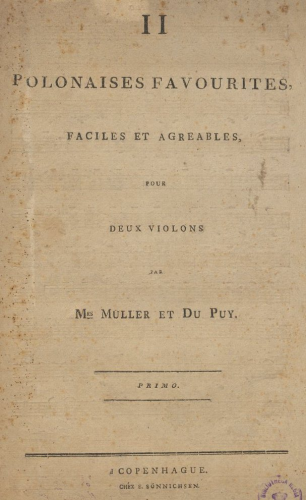 II
POLONAISES FAVOURITES,
FACILES ET AGREABLES,
POUR
DEUX VIOLONS
PAR
MRS MULLER ET DU PUY.
PRIMO.
A COPENHAGUE.
CHEZ S. SÖNNICHSEN.